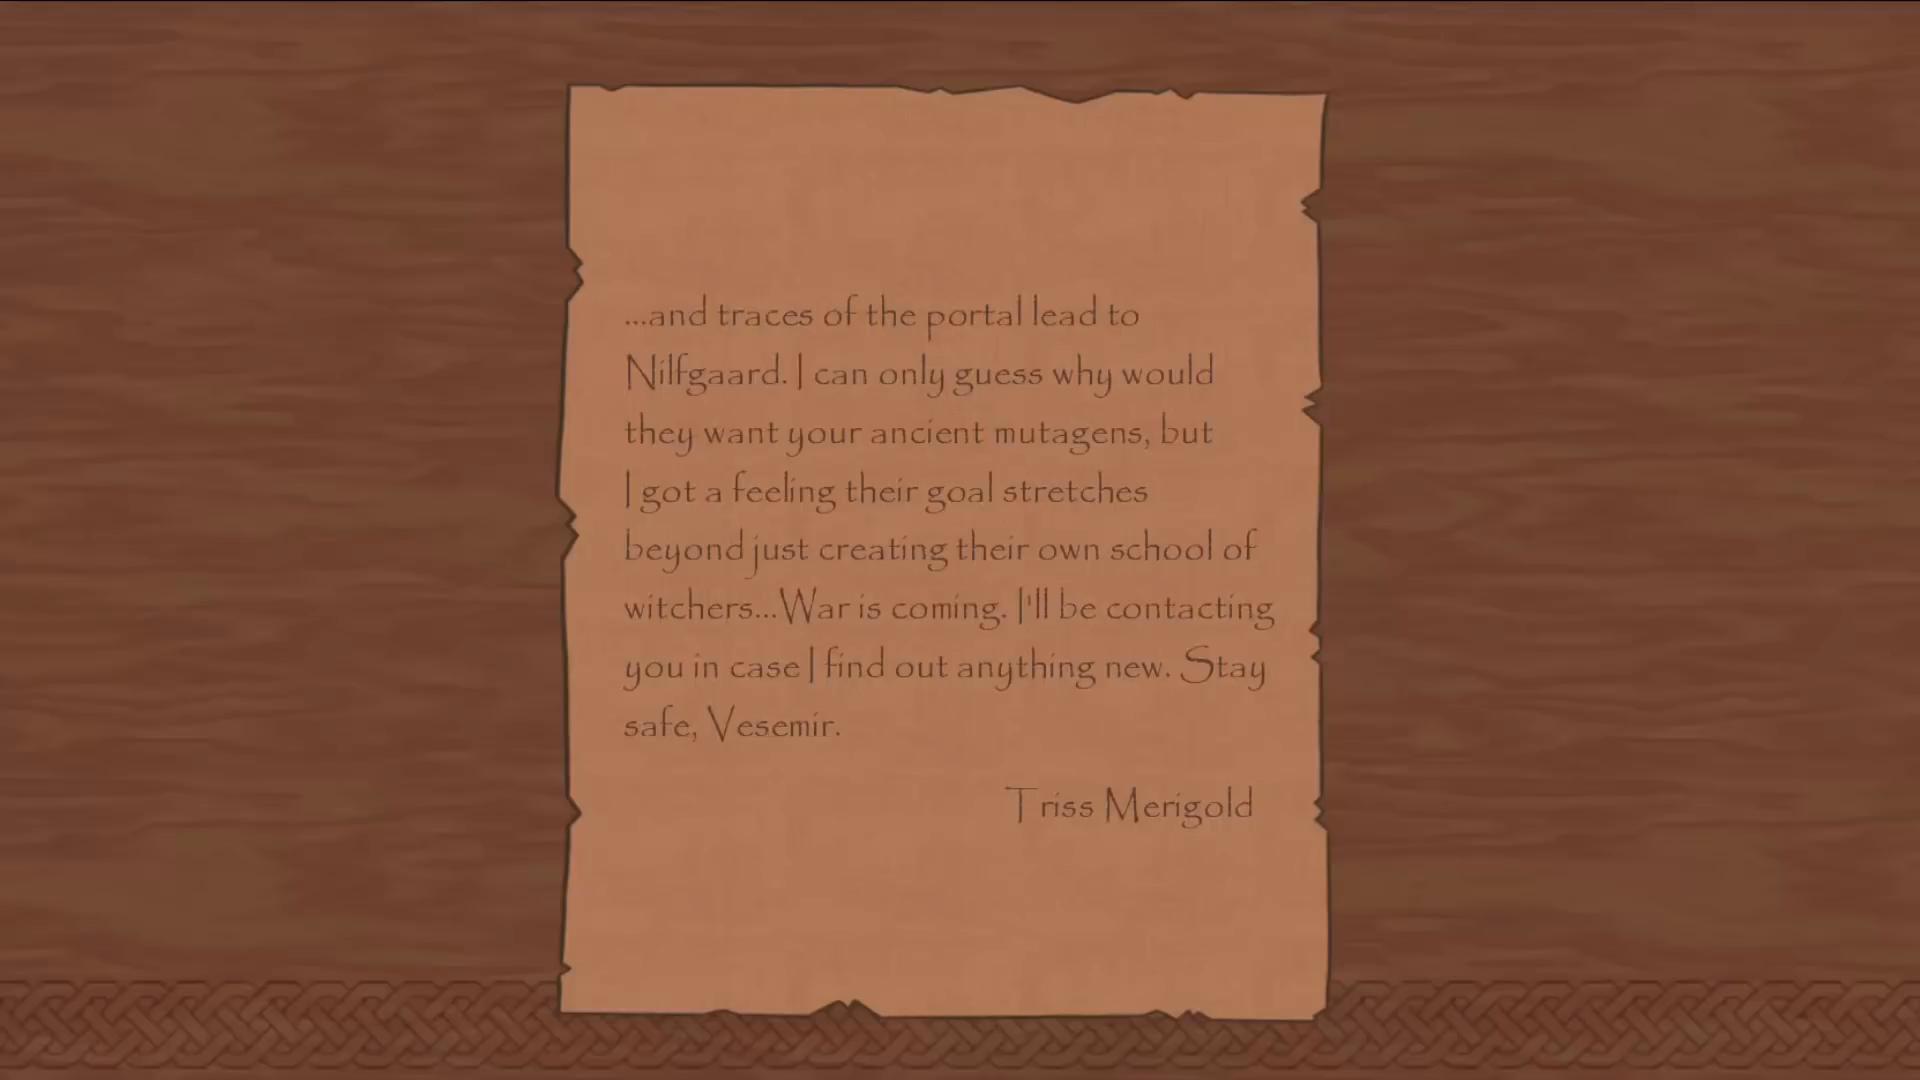 ...and traces of the portal lead to
Nilfgaard. I can only guess why would
they want your ancient mutagens, but
I got a feeling their goal stretches
beyond just creating their own school of
witchers...War is coming. I'll be contacting
you in case I find out anything new. Stay
safe, Vesemir.
Triss Merigold